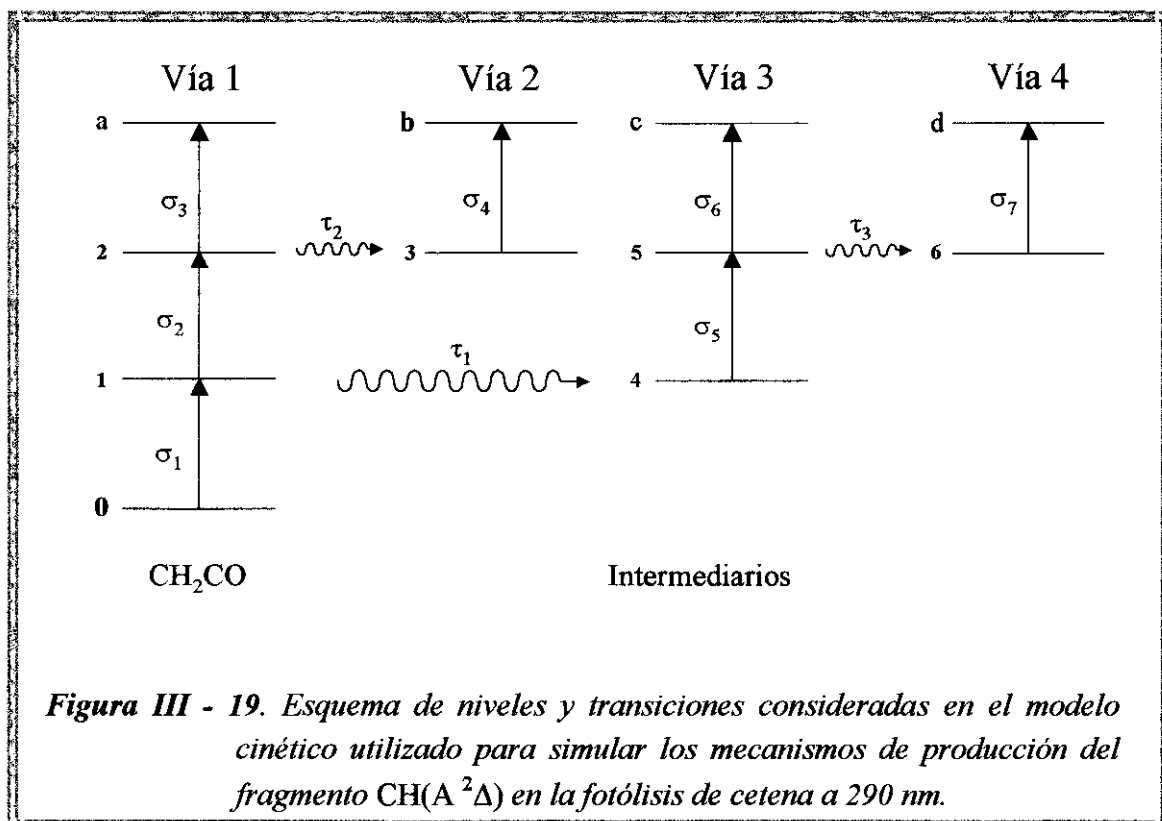 Vía 1 Vía 2 Vía 3 Vía 4
a b c d
σ₃ σ₄ σ₆ σ₇
τ₂ τ₃
2 3 5 6
σ₂ τ₁ σ₅
1 4
σ₁
0
CH₂CO Intermediarios
Figura III - 19. Esquema de niveles y transiciones consideradas en el modelo
cinético utilizado para simular los mecanismos de producción del
fragmento CH(A ²Δ) en la fotólisis de cetena a 290 nm.